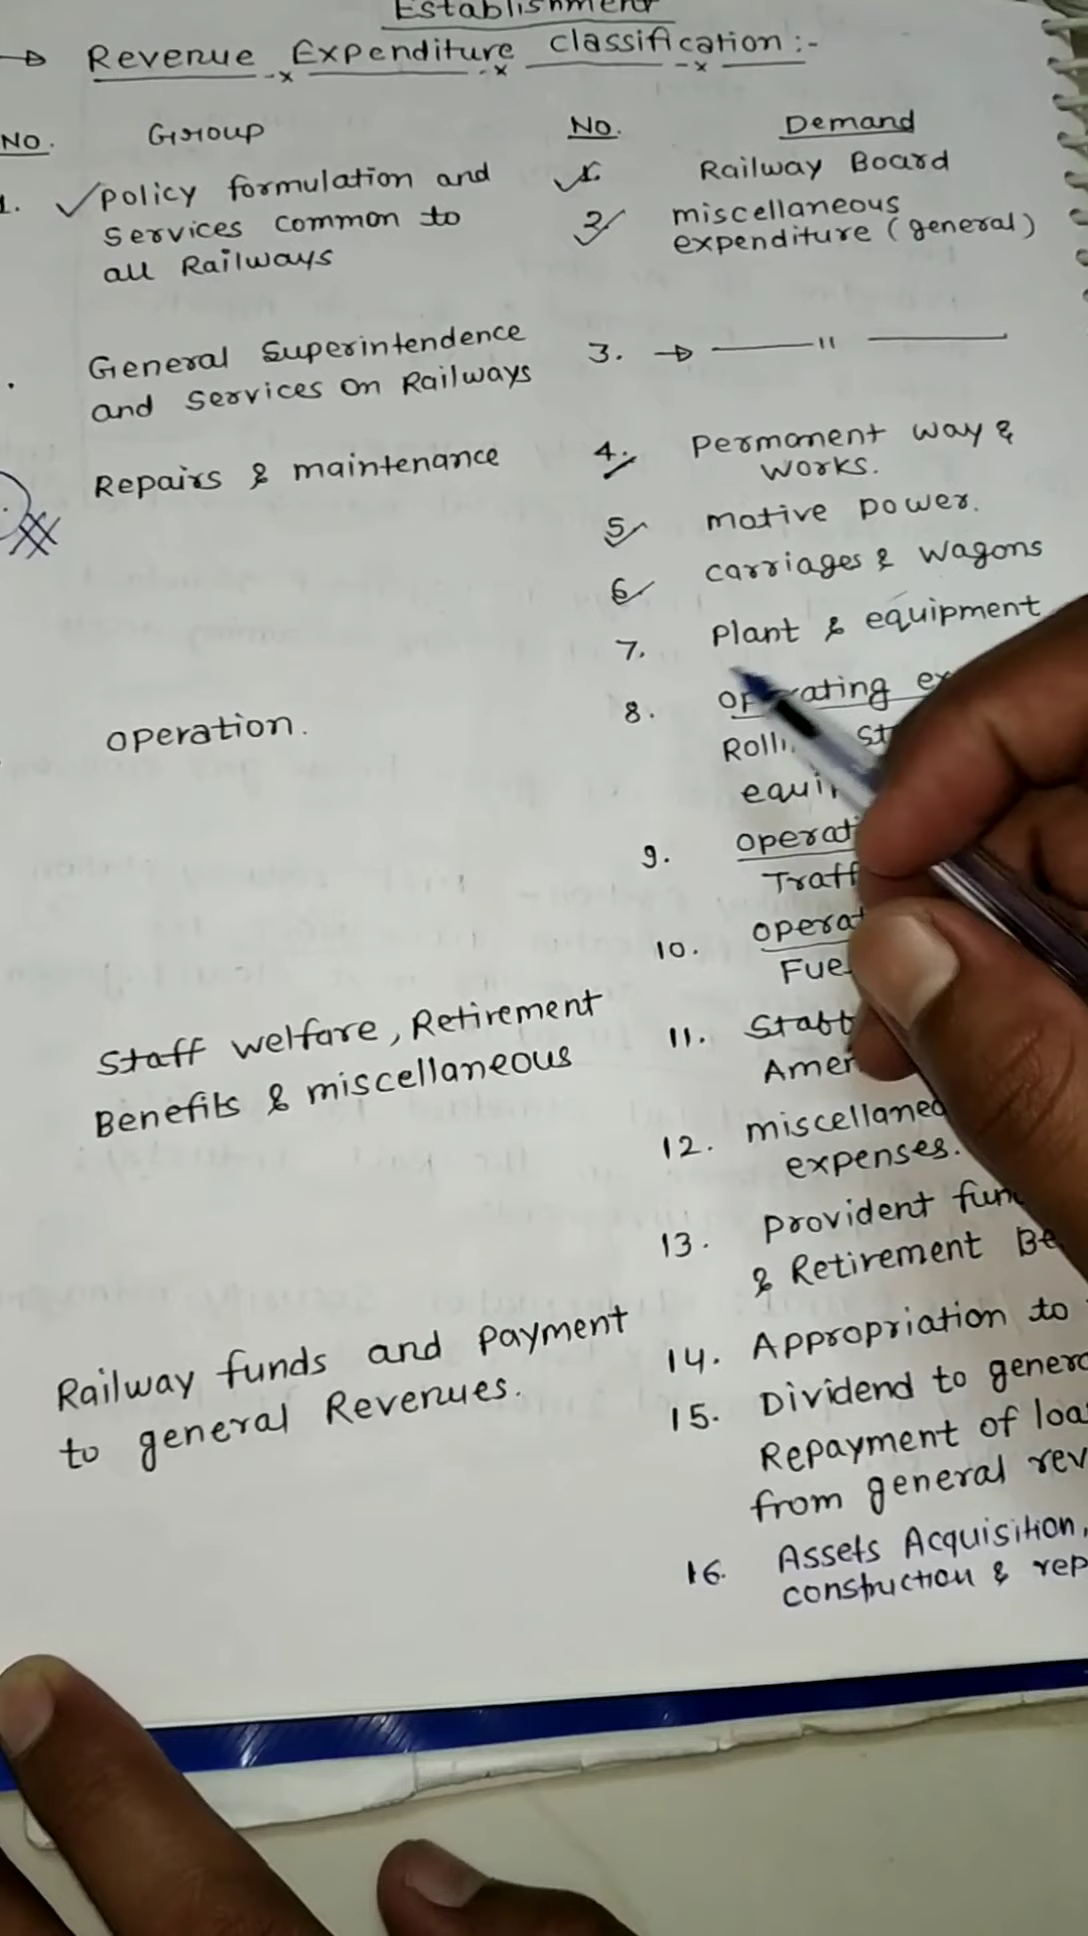 Establishment
Revenue Expenditure classification :-
NO. Group No. Demand
1. policy formulation and 1. Railway Board
Services common to 2 miscellaneous
all Railways expenditure (general)
General Superintendence 3. 〃
and Services on Railways
Repairs & maintenance 4. Permanent way &
works.
5 motive power.
6 carriages & wagons
7. Plant & equipment
operation. 8.
9.
10.
Staff welfare, Retirement 11.
Benefits & miscellaneous
12.
expenses.
13. provident
& Retirement
Railway funds and payment 14. Appropriation to
to general Revenues. 15. Dividend to
Repayment of
from general
16. Assets Acquisition,
construction &